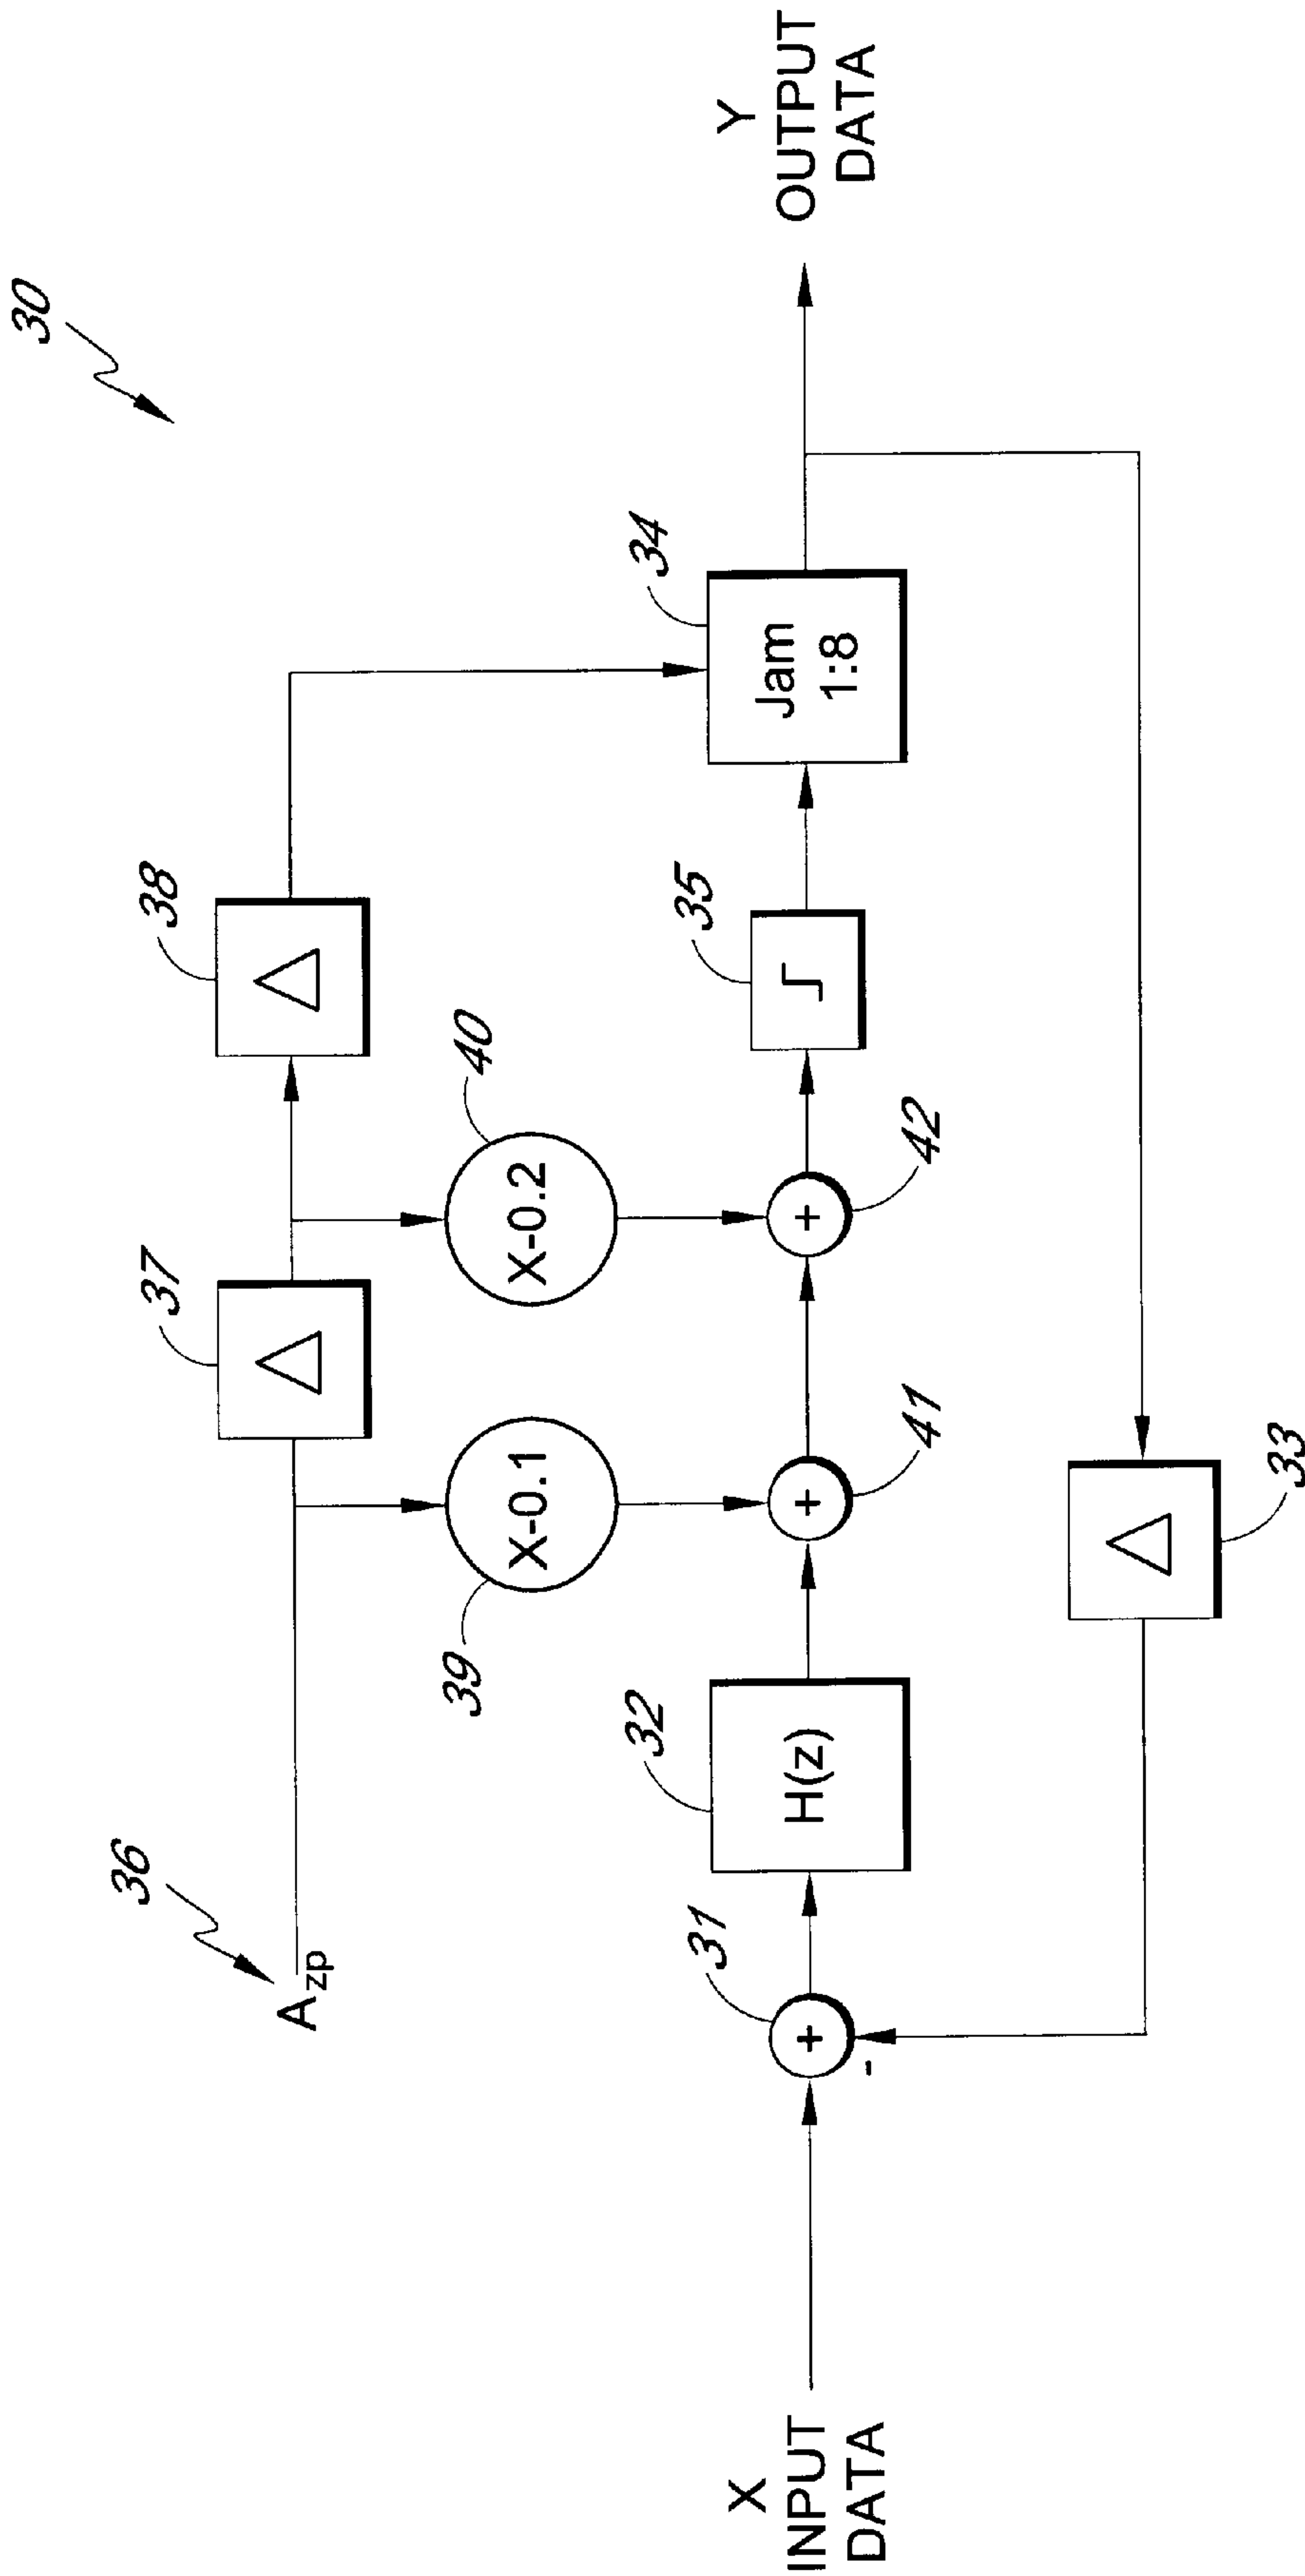 30
36
A zp
37
38
39
X-0.1
40
X-0.2
X
INPUT
DATA
31
+
-
32
H(z)
41
+
42
+
35
34
Jam
1:8
Y
OUTPUT
DATA
33
Δ
Δ
Δ